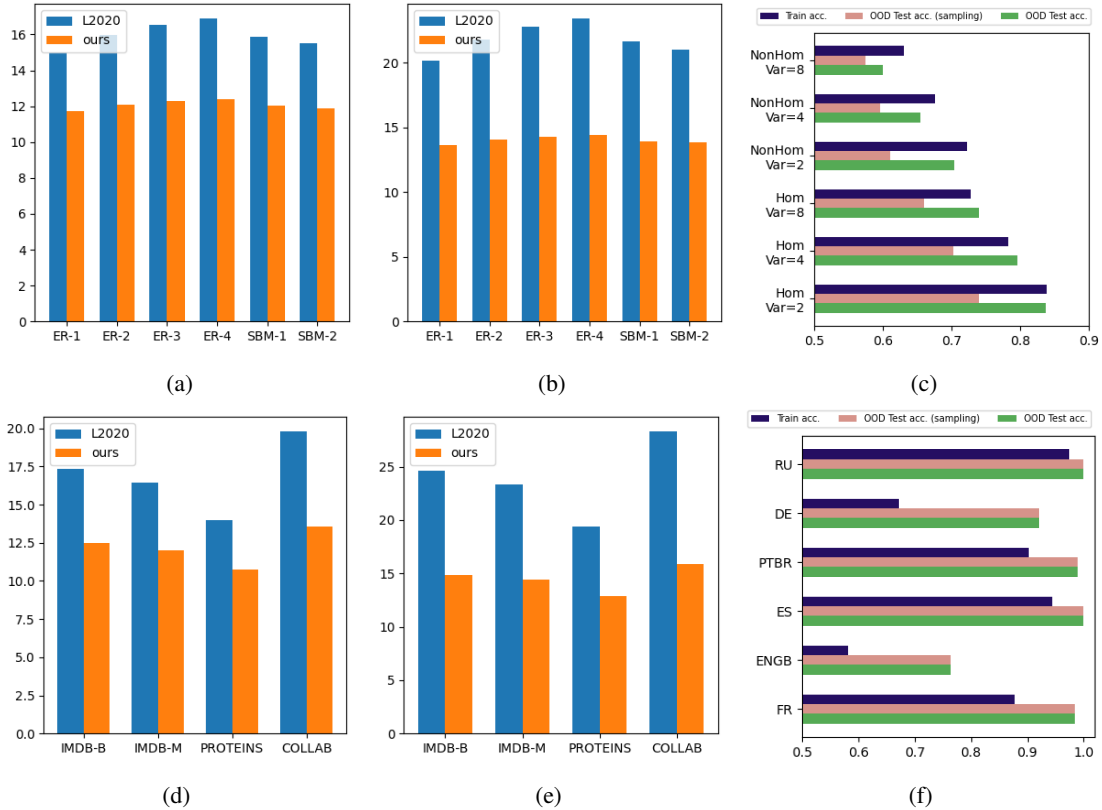 L2020
ours
16
14
12
10
8
6
4
2
0
ER-1 ER-2 ER-3 ER-4 SBM-1 SBM-2
(a)
L2020
ours
20
15
10
5
0
ER-1 ER-2 ER-3 ER-4 SBM-1 SBM-2
(b)
Train acc. OOD Test acc. (sampling) OOD Test acc.
NonHom
Var=8
NonHom
Var=4
NonHom
Var=2
Hom
Var=8
Hom
Var=4
Hom
Var=2
0.5 0.6 0.7 0.8 0.9
(c)
L2020
ours
20.0
17.5
15.0
12.5
10.0
7.5
5.0
2.5
0.0
IMDB-B IMDB-M PROTEINS COLLAB
(d)
L2020
ours
25
20
15
10
5
0
IMDB-B IMDB-M PROTEINS COLLAB
(e)
Train acc. OOD Test acc. (sampling) OOD Test acc.
RU
DE
PTBR
ES
ENGB
FR
0.5 0.6 0.7 0.8 0.9 1.0
(f)